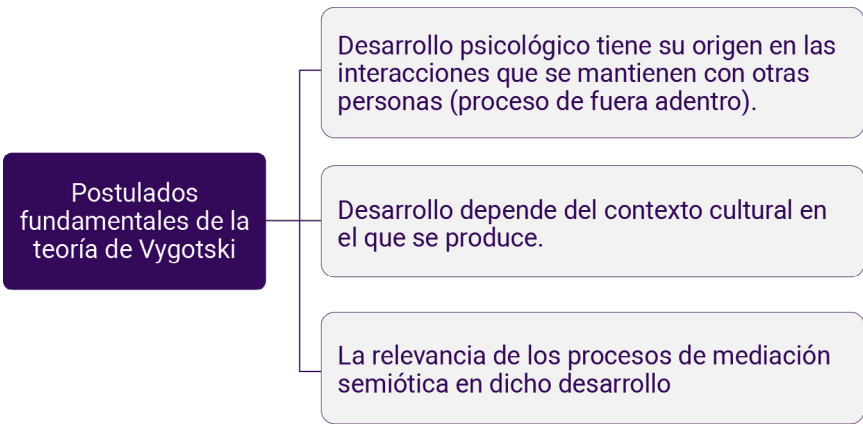 Postulados
fundamentales de la
teoría de Vygotski
Desarrollo psicológico tiene su origen en las
interacciones que se mantienen con otras
personas (proceso de fuera adentro).
Desarrollo depende del contexto cultural en
el que se produce.
La relevancia de los procesos de mediación
semiótica en dicho desarrollo